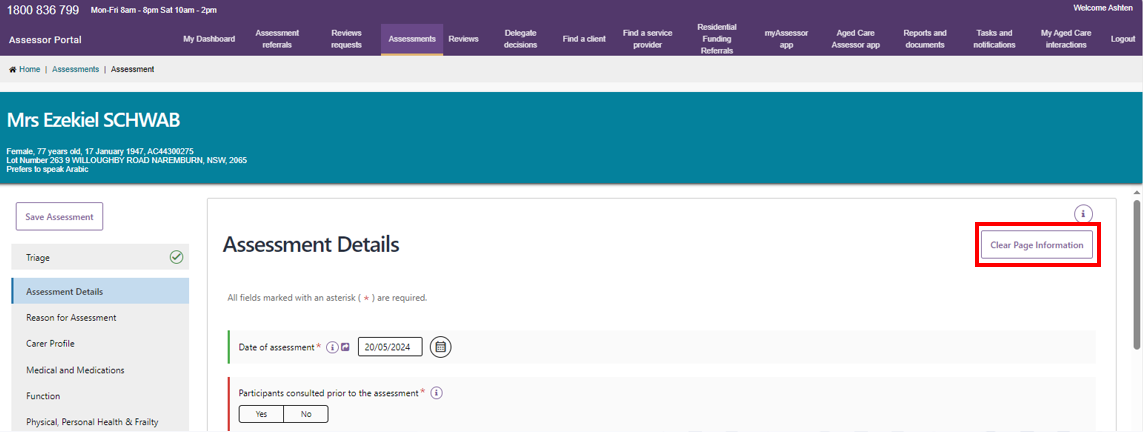 1800 836 799 Mon-Fri 8am - 8pm Sat 10am - 2pm
Welcome Ashten
Assessor Portal
My Dashboard
Assessment
referrals
Reviews
requests
Assessments
Reviews
Delegate
decisions
Find a client
Find a service
provider
Residential
Funding
Referrals
myAssessor
app
Aged Care
Assessor app
Reports and
documents
Tasks and
notifications
My Aged Care
interactions
Logout
Home | Assessments | Assessment
Mrs Ezekiel SCHWAB
Female, 77 years old, 17 January 1947, AC44300275
Lot Number 263 9 WILLOUGHBY ROAD NAREMBURN, NSW, 2065
Prefers to speak Arabic
Save Assessment
Triage
Assessment Details
Reason for Assessment
Carer Profile
Medical and Medications
Function
Physical, Personal Health & Frailty
Assessment Details
Clear Page Information
All fields marked with an asterisk ( * ) are required.
Date of assessment * 20/05/2024
Participants consulted prior to the assessment *
Yes No